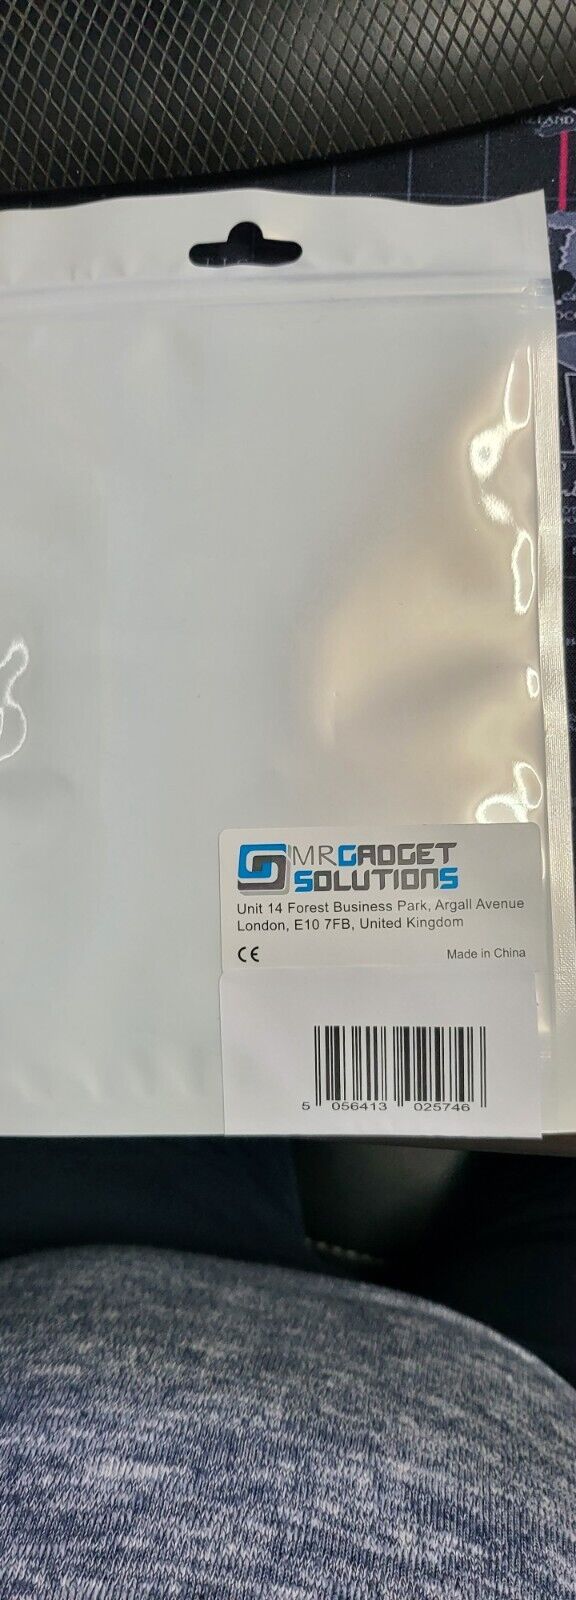 IRELAND
MRGADGET
SOLUTIONS
Unit 14 Forest Business Park, Argall Avenue
London, E10 7FB, United Kingdom
CE Made in China
5 056413 025746